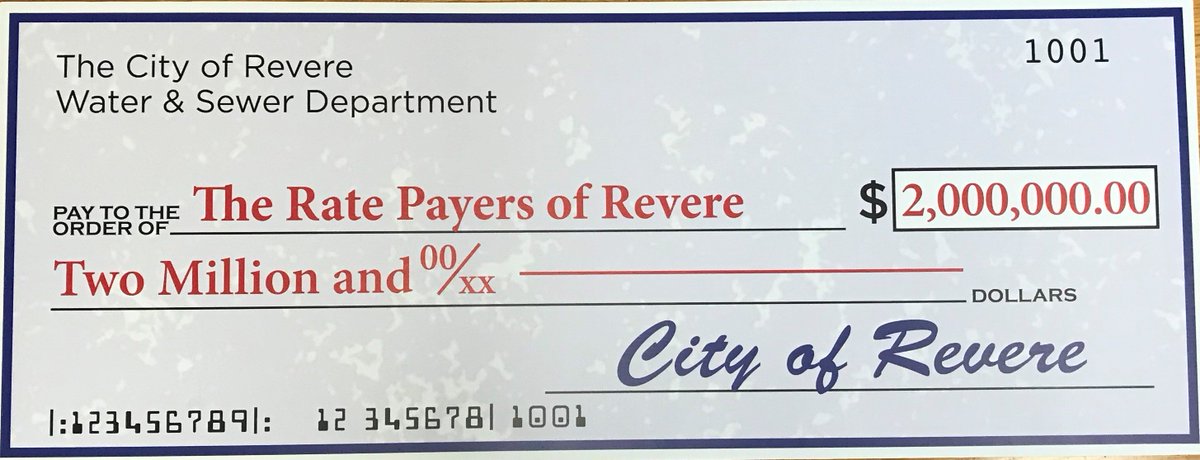 The City of Revere
Water & Sewer Department
1001
PAY TO THE
ORDER OF The Rate Payers of Revere $ 2,000,000.00
Two Million and 00/xx DOLLARS
City of Revere
|:123456789|: 12 345678| 1001